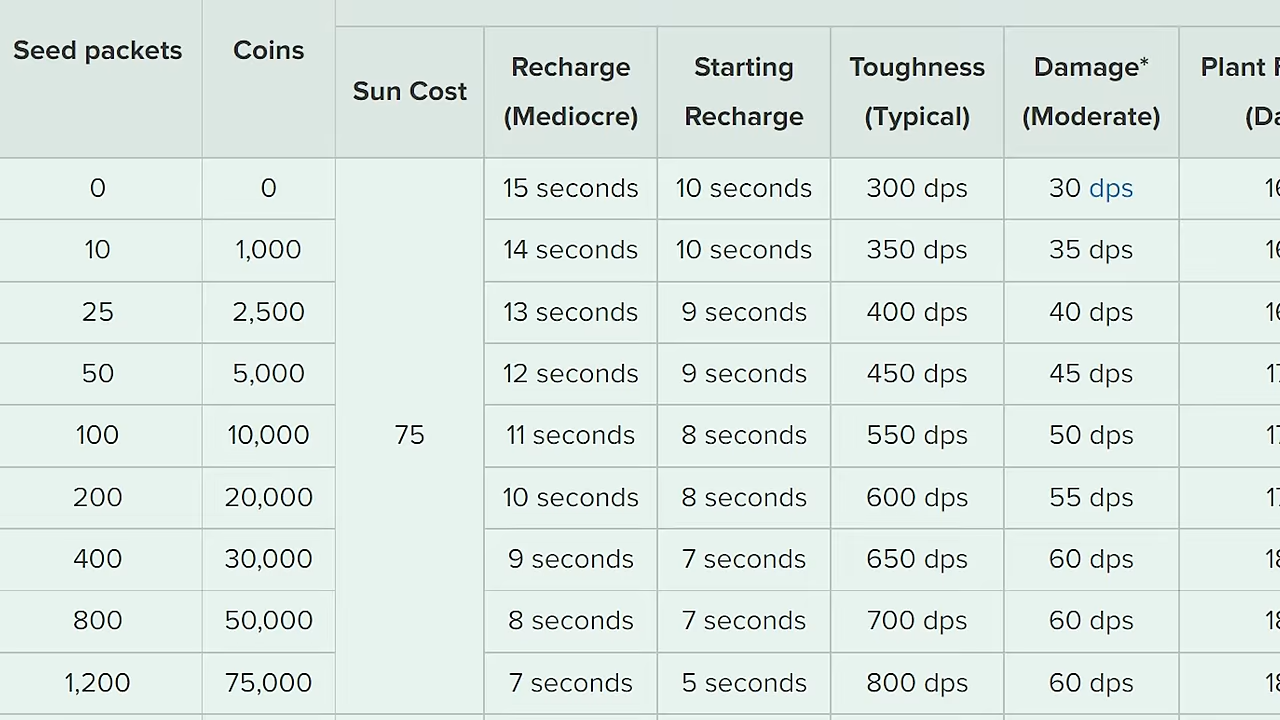 Seed packets Coins Sun Cost Recharge (Mediocre) Starting Recharge Toughness (Typical) Damage* (Moderate) Plant
0 0 15 seconds 10 seconds 300 dps 30 dps
10 1,000 14 seconds 10 seconds 350 dps 35 dps
25 2,500 13 seconds 9 seconds 400 dps 40 dps
50 5,000 12 seconds 9 seconds 450 dps 45 dps
100 10,000 75 11 seconds 8 seconds 550 dps 50 dps
200 20,000 10 seconds 8 seconds 600 dps 55 dps
400 30,000 9 seconds 7 seconds 650 dps 60 dps
800 50,000 8 seconds 7 seconds 700 dps 60 dps
1,200 75,000 7 seconds 5 seconds 800 dps 60 dps